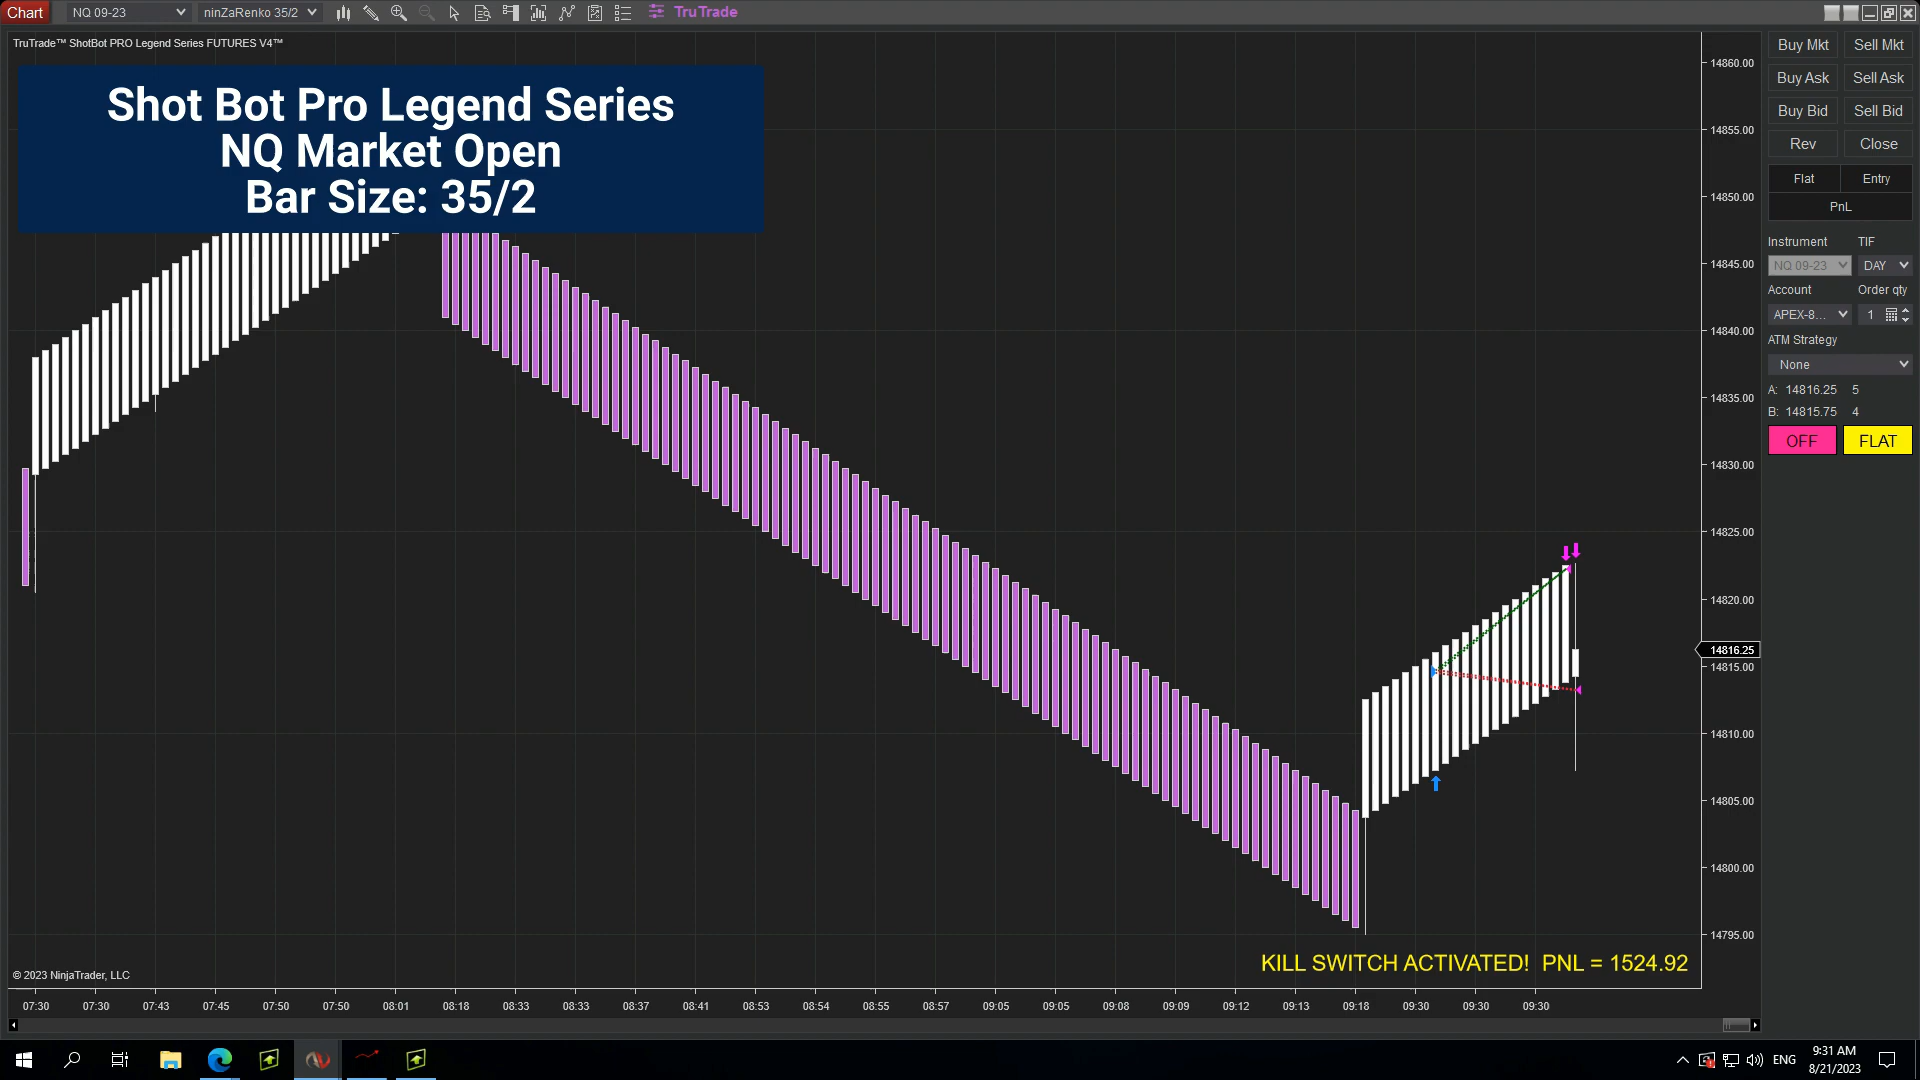 Chart NQ 09-23 ninZaRenko 35/2 TruTrade
TruTrade™ ShotBot PRO Legend Series FUTURES V4™
Shot Bot Pro Legend Series
NQ Market Open
Bar Size: 35/2
14860.00
14855.00
14850.00
14845.00
14840.00
14835.00
14830.00
14825.00
14820.00
14816.25
14815.00
14810.00
14805.00
14800.00
14795.00
Buy Mkt Sell Mkt
Buy Ask Sell Ask
Buy Bid Sell Bid
Rev Close
Flat Entry
PnL
Instrument TIF
NQ 09-23 DAY
Account Order qty
APEX-8... 1
ATM Strategy
None
A: 14816.25 5
B: 14815.75 4
OFF FLAT
KILL SWITCH ACTIVATED! PNL = 1524.92
© 2023 NinjaTrader, LLC
07:30 07:30 07:43 07:45 07:50 07:50 08:01 08:18 08:33 08:33 08:37 08:41 08:53 08:54 08:55 08:57 09:05 09:05 09:08 09:09 09:12 09:13 09:18 09:30 09:30 09:30
ENG
9:31 AM
8/21/2023